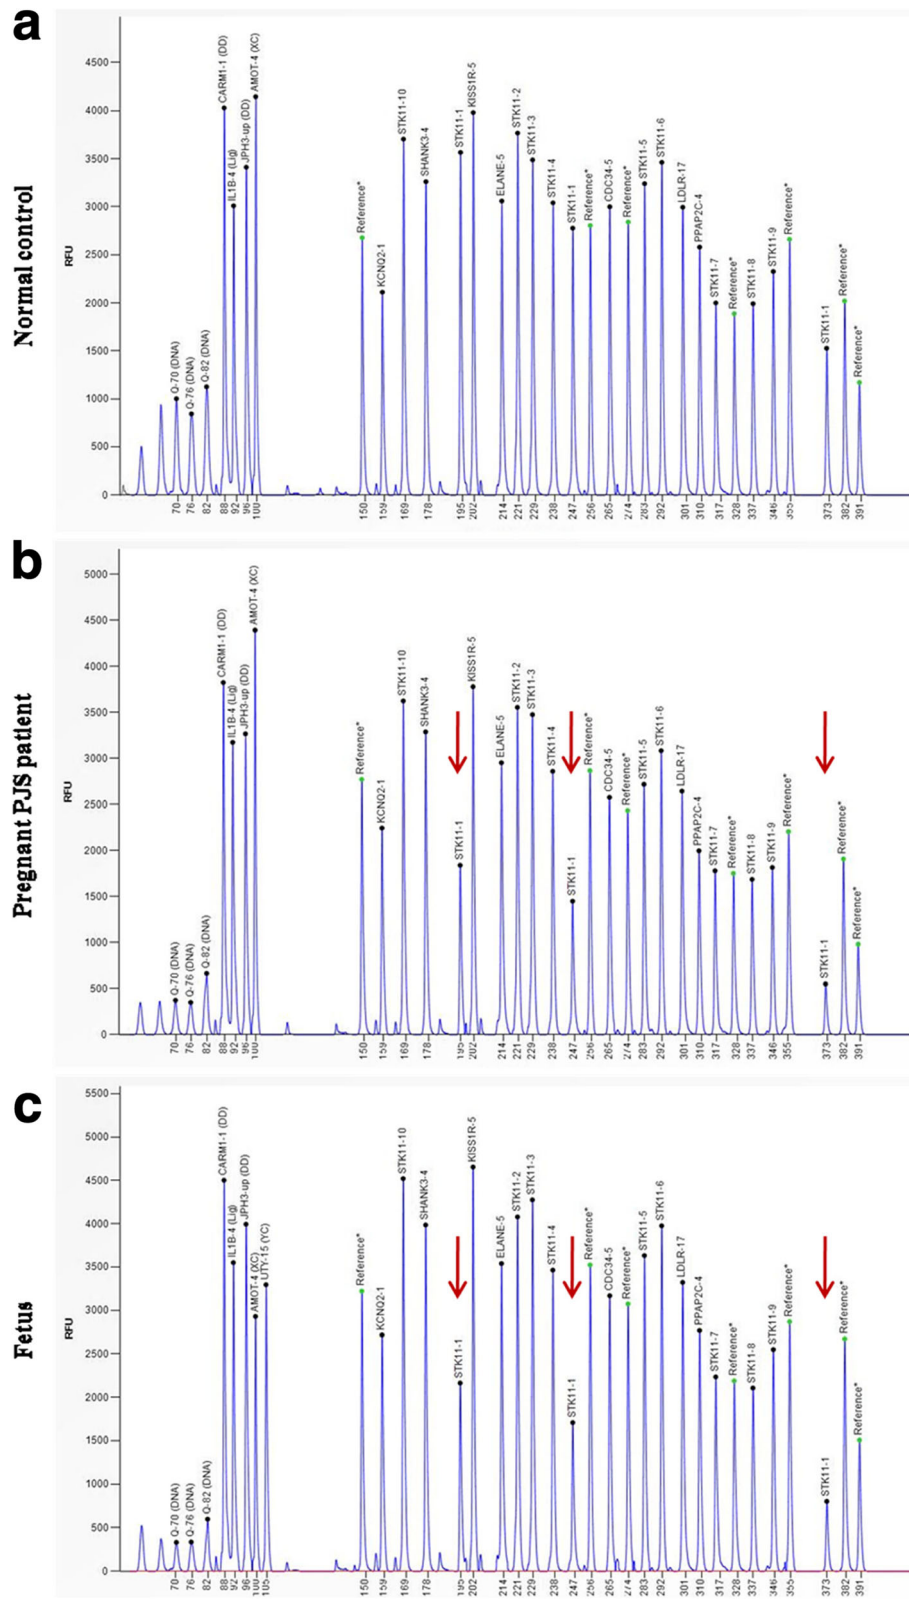 a
Normal control
RFU
4500
4000
3500
3000
2500
2000
1500
1000
500
0
Q-70 (DNA)
Q-76 (DNA)
Q-82 (DNA)
CARM1-1 (DD)
IL1B-4 (Lig)
JPH3-up (DD)
AMOT-4 (XC)
Reference*
KCNQ2-1
STK11-10
SHANK3-4
STK11-1
KISS1R-5
ELANE-5
STK11-2
STK11-3
STK11-4
STK11-1
Reference*
CDC34-5
Reference*
STK11-5
STK11-6
LDLR-17
PPAP2C-4
STK11-7
Reference*
STK11-8
STK11-9
Reference*
STK11-1
Reference*
Reference*
70 76 82 88 92 96 100 150 159 169 178 195 202 214 221 229 238 247 256 265 274 283 292 301 310 317 328 337 346 355 373 382 391
b
Pregnant PJS patient
RFU
5000
4500
4000
3500
3000
2500
2000
1500
1000
500
0
Q-70 (DNA)
Q-76 (DNA)
Q-82 (DNA)
CARM1-1 (DD)
IL1B-4 (Lig)
JPH3-up (DD)
AMOT-4 (XC)
Reference*
KCNQ2-1
STK11-10
SHANK3-4
STK11-1
KISS1R-5
ELANE-5
STK11-2
STK11-3
STK11-4
STK11-1
Reference*
CDC34-5
Reference*
STK11-5
STK11-6
LDLR-17
PPAP2C-4
STK11-7
Reference*
STK11-8
STK11-9
Reference*
STK11-1
Reference*
Reference*
70 76 82 88 92 96 100 150 159 169 178 195 202 214 221 229 238 247 256 265 274 283 292 301 310 317 328 337 346 355 373 382 391
c
Fetus
RFU
5500
5000
4500
4000
3500
3000
2500
2000
1500
1000
500
0
Q-70 (DNA)
Q-76 (DNA)
Q-82 (DNA)
CARM1-1 (DD)
IL1B-4 (Lig)
JPH3-up (DD)
AMOT-4 (XC)
UTY-15 (YC)
Reference*
KCNQ2-1
STK11-10
SHANK3-4
STK11-1
KISS1R-5
ELANE-5
STK11-2
STK11-3
STK11-4
STK11-1
Reference*
CDC34-5
Reference*
STK11-5
STK11-6
LDLR-17
PPAP2C-4
STK11-7
Reference*
STK11-8
STK11-9
Reference*
STK11-1
Reference*
Reference*
70 76 82 88 92 96 100 105 150 159 169 178 195 202 214 221 229 238 247 256 265 274 283 292 301 310 317 328 337 346 355 373 382 391